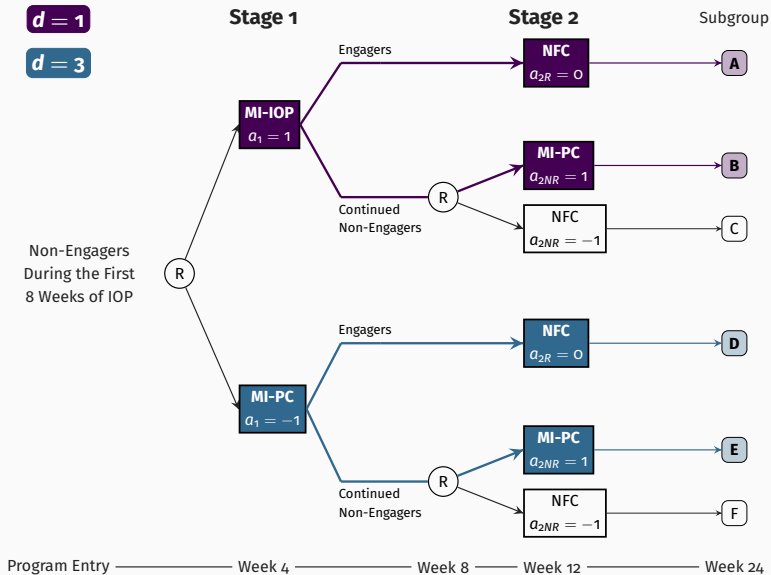 d = 1
Stage 1
Stage 2
Subgroup
d = 3
Engagers
NFC
a2R = 0
A
MI-IOP
a1 = 1
MI-PC
a2NR = 1
B
R
Continued
Non-Engagers
NFC
a2NR = −1
C
Non-Engagers
During the First
8 Weeks of IOP
R
Engagers
NFC
a2R = 0
D
MI-PC
a1 = −1
MI-PC
a2NR = 1
E
R
Continued
Non-Engagers
NFC
a2NR = −1
F
Program Entry
Week 4
Week 8
Week 12
Week 24